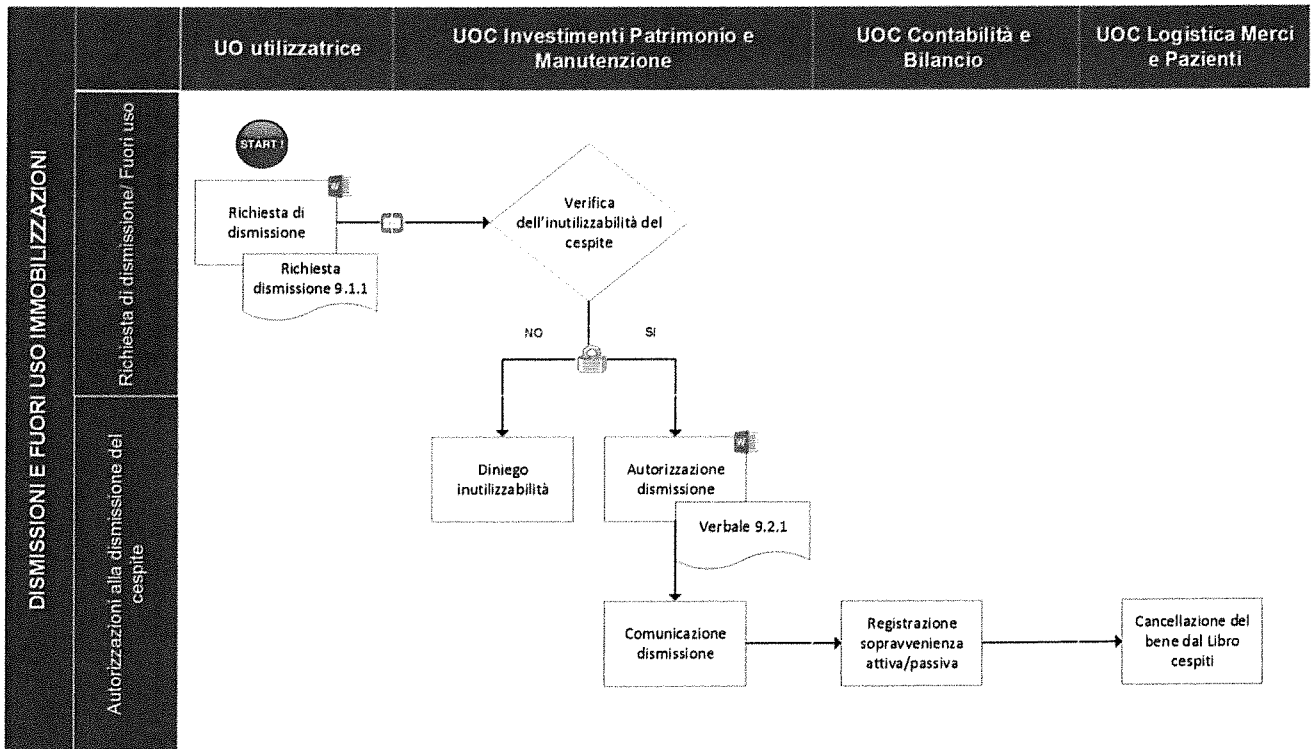 UO utilizzatrice
UOC Investimenti Patrimonio e
Manutenzione
UOC Contabilità e
Bilancio
UOC Logistica Merci
e Pazienti
DISMISSIONI E FUORI USO IMMOBILIZZAZIONI
Richiesta di dismissione/ Fuori uso
START !
Richiesta di
dismissione
Richiesta
dismissione 9.1.1
Verifica
dell'inutilizzabilità del
cespite
NO
SI
Autorizzazioni alla dismissione del
cespite
Diniego
inutilizzabilità
Autorizzazione
dismissione
Verbale 9.2.1
Comunicazione
dismissione
Registrazione
sopravvenienza
attiva/passiva
Cancellazione del
bene dal Libro
cespiti